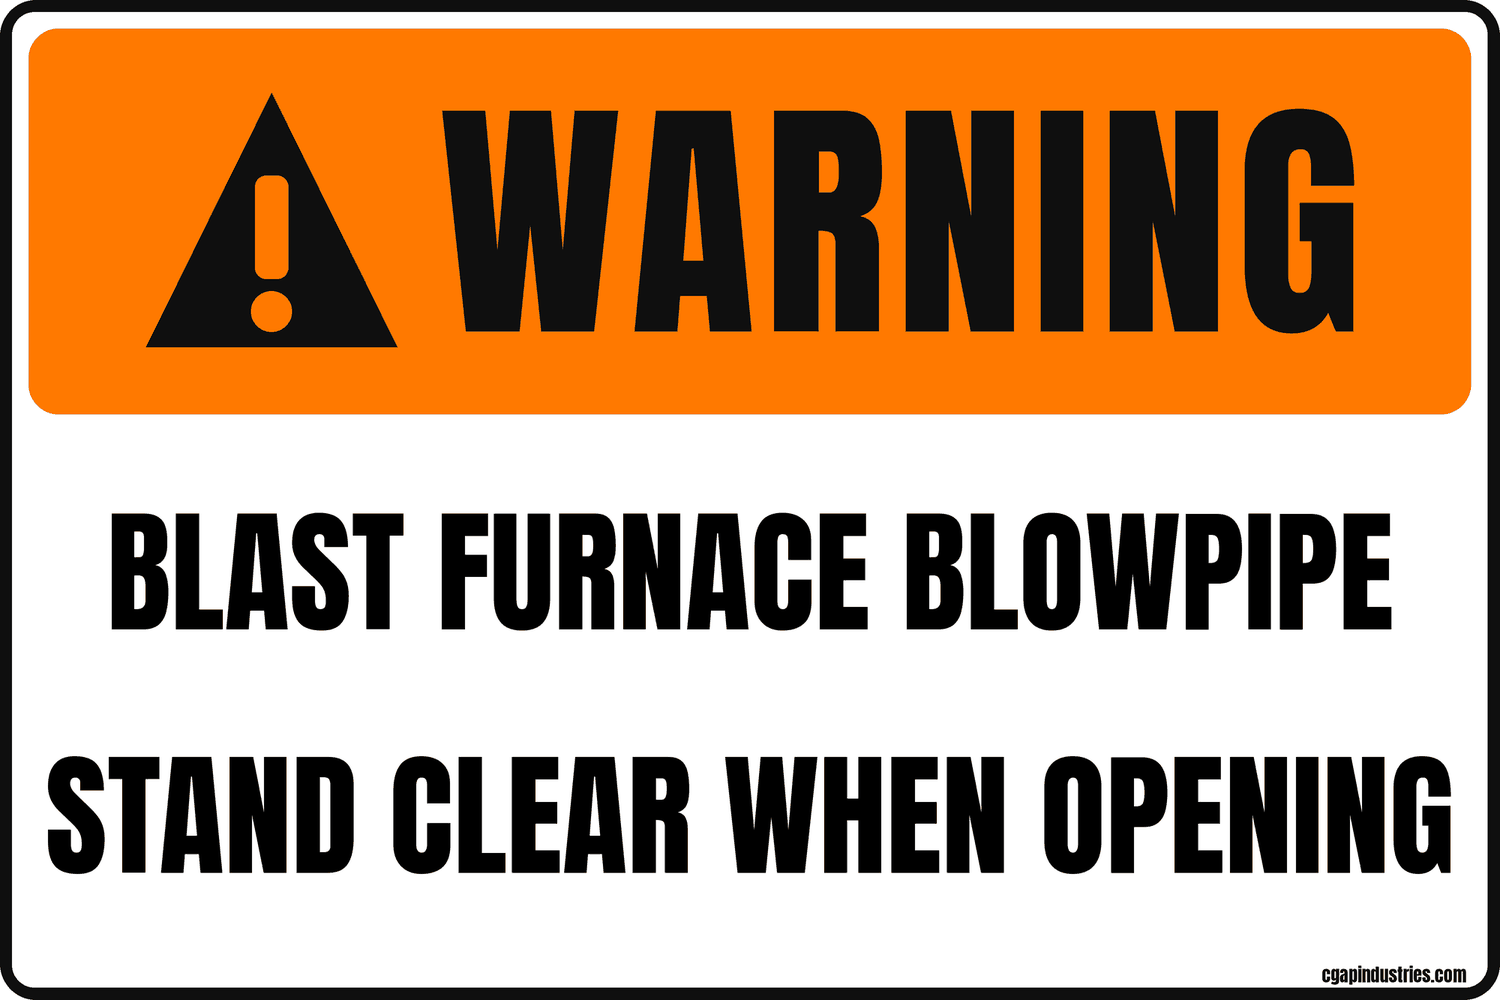 WARNING
BLAST FURNACE BLOWPIPE
STAND CLEAR WHEN OPENING
cgapindustries.com